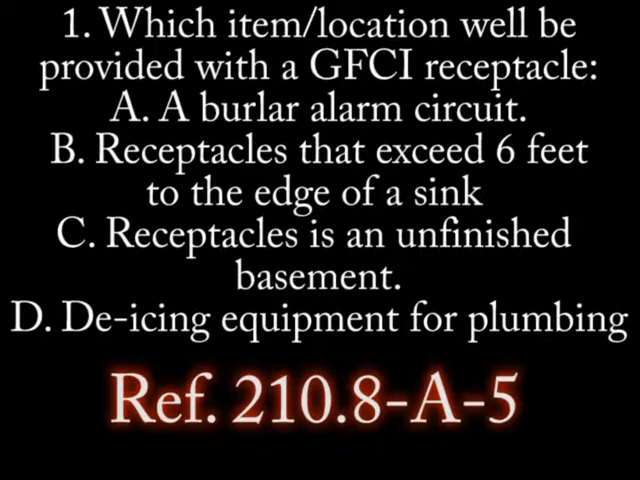 1. Which item/location well be
provided with a GFCI receptacle:
A. A burlar alarm circuit.
B. Receptacles that exceed 6 feet
to the edge of a sink
C. Receptacles is an unfinished
basement.
D. De-icing equipment for plumbing
Ref. 210.8-A-5